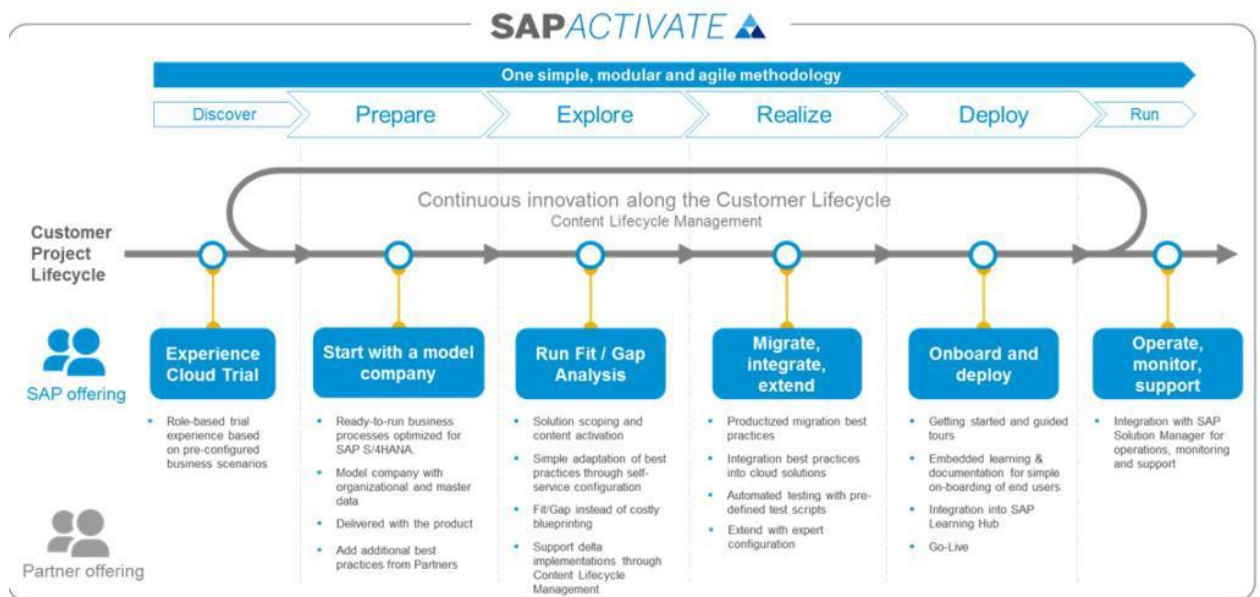 SAP ACTIVATE
One simple, modular and agile methodology
Discover
Prepare
Explore
Realize
Deploy
Run
Continuous innovation along the Customer Lifecycle
Content Lifecycle Management
Customer
Project
Lifecycle
SAP offering
Partner offering
Experience
Cloud Trial
Role-based trial
experience based
on pre-configured
business scenarios
Start with a model
company
Ready-to-run business
processes optimized for
SAP S/4HANA.
Model company with
organizational and master
data
Delivered with the product
Add additional best
practices from Partners
Run Fit / Gap
Analysis
Solution scoping and
content activation
Simple adaptation of best
practices through self-
service configuration
Fit/Gap instead of costly
blueprinting
Support delta
implementations through
Content Lifecycle
Management
Migrate,
integrate,
extend
Productized migration best
practices
Integration best practices
into cloud solutions
Automated testing with pre-
defined test scripts
Extend with expert
configuration
Onboard and
deploy
Getting started and guided
tours
Embedded learning &
documentation for simple
on-boarding of end users
Integration into SAP
Learning Hub
Go-Live
Operate,
monitor,
support
Integration with SAP
Solution Manager for
operations, monitoring
and support